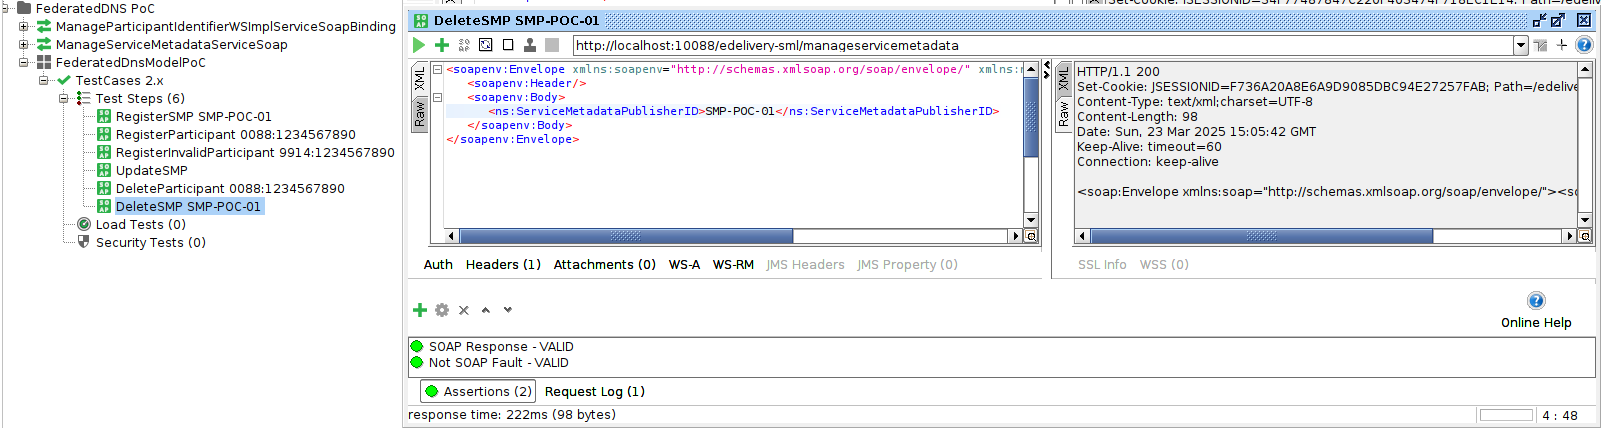 FederatedDNS PoC
ManageParticipantIdentifierWSImplServiceSoapBinding
ManageServiceMetadataServiceSoap
FederatedDnsModelPoC
TestCases 2.x
Test Steps (6)
RegisterSMP SMP-POC-01
RegisterParticipant 0088:1234567890
RegisterInvalidParticipant 9914:1234567890
UpdateSMP
DeleteParticipant 0088:1234567890
DeleteSMP SMP-POC-01
Load Tests (0)
Security Tests (0)
DeleteSMP SMP-POC-01
http://localhost:10088/edelivery-sml/manageservicemetadata
XML
Raw
<soapenv:Envelope xmlns:soapenv="http://schemas.xmlsoap.org/soap/envelope/" xmlns:
<soapenv:Header/>
<soapenv:Body>
<ns:ServiceMetadataPublisherID>SMP-POC-01</ns:ServiceMetadataPublisherID>
</soapenv:Body>
</soapenv:Envelope>
XML
Raw
HTTP/1.1 200
Set-Cookie: JSESSIONID=F736A20A8E6A9D9085DBC94E27257FAB; Path=/edelive
Content-Type: text/xml;charset=UTF-8
Content-Length: 98
Date: Sun, 23 Mar 2025 15:05:42 GMT
Keep-Alive: timeout=60
Connection: keep-alive
<soap:Envelope xmlns:soap="http://schemas.xmlsoap.org/soap/envelope/"><so
Auth Headers (1) Attachments (0) WS-A WS-RM JMS Headers JMS Property (0)
SSL Info WSS (0)
Online Help
SOAP Response - VALID
Not SOAP Fault - VALID
Assertions (2) Request Log (1)
response time: 222ms (98 bytes)
4 : 48